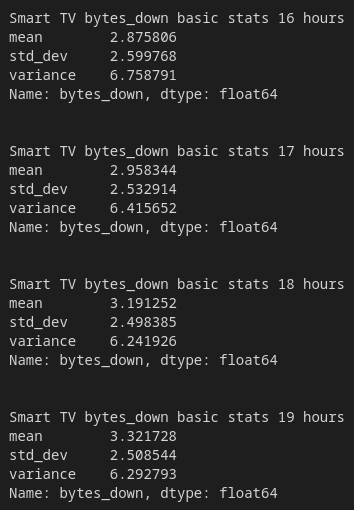 Smart TV bytes_down basic stats 16 hours
mean        2.875806
std_dev     2.599768
variance    6.758791
Name: bytes_down, dtype: float64
Smart TV bytes_down basic stats 17 hours
mean        2.958344
std_dev     2.532914
variance    6.415652
Name: bytes_down, dtype: float64
Smart TV bytes_down basic stats 18 hours
mean        3.191252
std_dev     2.498385
variance    6.241926
Name: bytes_down, dtype: float64
Smart TV bytes_down basic stats 19 hours
mean        3.321728
std_dev     2.508544
variance    6.292793
Name: bytes_down, dtype: float64